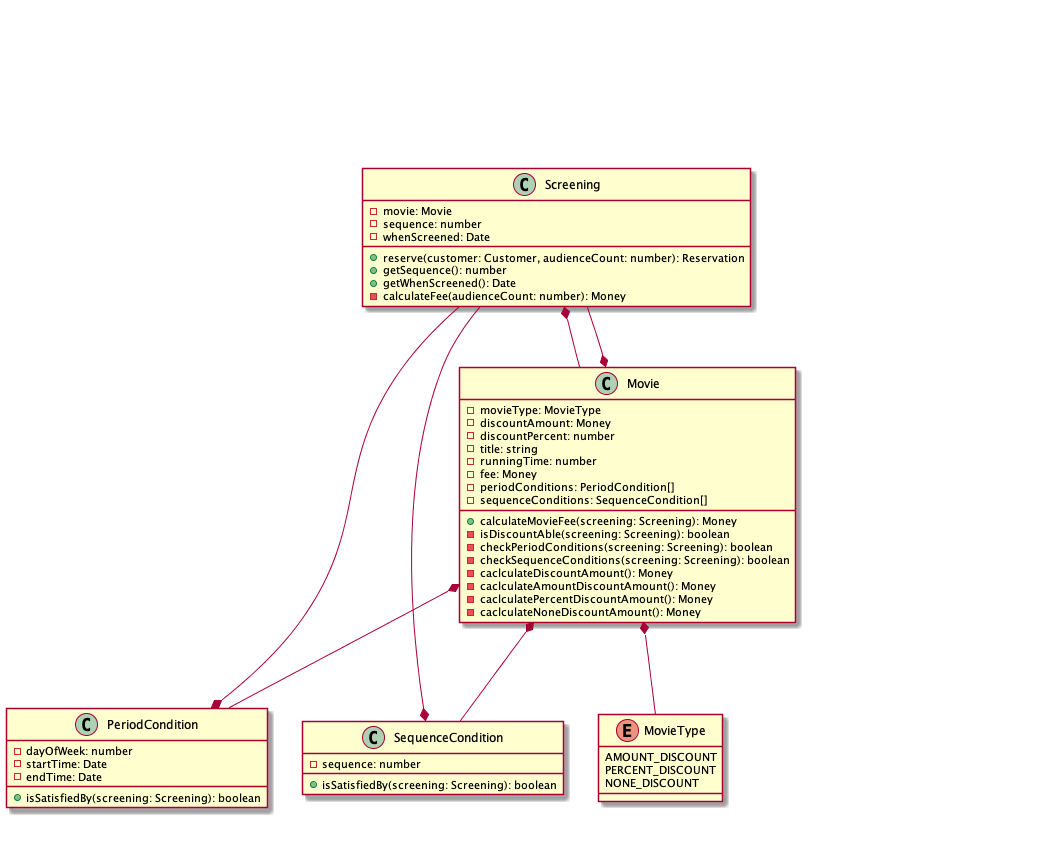 C Screening
movie: Movie
sequence: number
whenScreened: Date
reserve(customer: Customer, audienceCount: number): Reservation
getSequence(): number
getWhenScreened(): Date
calculateFee(audienceCount: number): Money
C Movie
movieType: MovieType
discountAmount: Money
discountPercent: number
title: string
runningTime: number
fee: Money
periodConditions: PeriodCondition[]
sequenceConditions: SequenceCondition[]
calculateMovieFee(screening: Screening): Money
isDiscountAble(screening: Screening): boolean
checkPeriodConditions(screening: Screening): boolean
checkSequenceConditions(screening: Screening): boolean
caclculateDiscountAmount(): Money
caclculateAmountDiscountAmount(): Money
caclculatePercentDiscountAmount(): Money
caclculateNoneDiscountAmount(): Money
C PeriodCondition
dayOfWeek: number
startTime: Date
endTime: Date
isSatisfiedBy(screening: Screening): boolean
C SequenceCondition
sequence: number
isSatisfiedBy(screening: Screening): boolean
E MovieType
AMOUNT_DISCOUNT
PERCENT_DISCOUNT
NONE_DISCOUNT